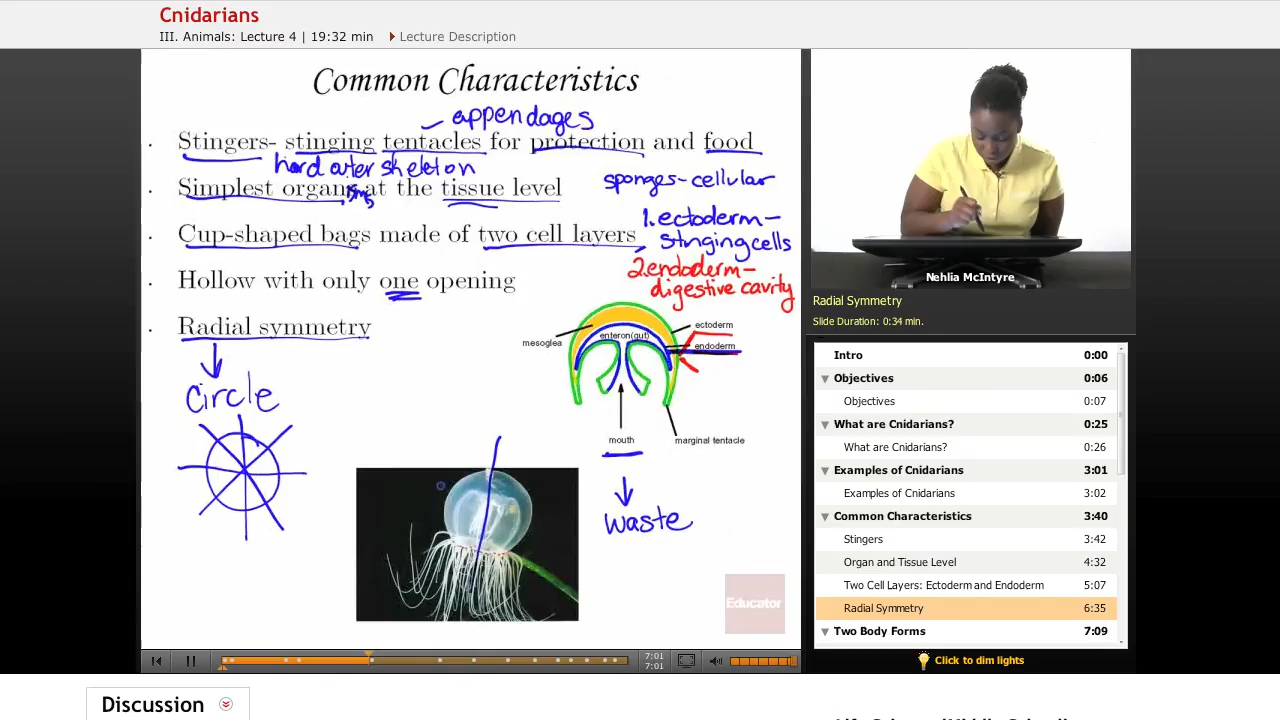 Cnidarians
III. Animals: Lecture 4 | 19:32 min
Lecture Description
Common Characteristics
appendages
Stingers- stinging tentacles for protection and food
hard outer skeleton
Simplest organisms at the tissue level
sponges-cellular
Cup-shaped bags made of two cell layers
1. ectoderm-
stinging cells
2. endoderm-
digestive cavity
Hollow with only one opening
Radial symmetry
circle
mesoglea
enteron(gut)
ectoderm
endoderm
mouth
marginal tentacle
waste
Educator
Nehlia McIntyre
Radial Symmetry
Slide Duration: 0:34 min.
Intro 0:00
Objectives 0:06
Objectives 0:07
What are Cnidarians? 0:25
What are Cnidarians? 0:26
Examples of Cnidarians 3:01
Examples of Cnidarians 3:02
Common Characteristics 3:40
Stingers 3:42
Organ and Tissue Level 4:32
Two Cell Layers: Ectoderm and Endoderm 5:07
Radial Symmetry 6:35
Two Body Forms 7:09
7:01
7:01
Click to dim lights
Discussion